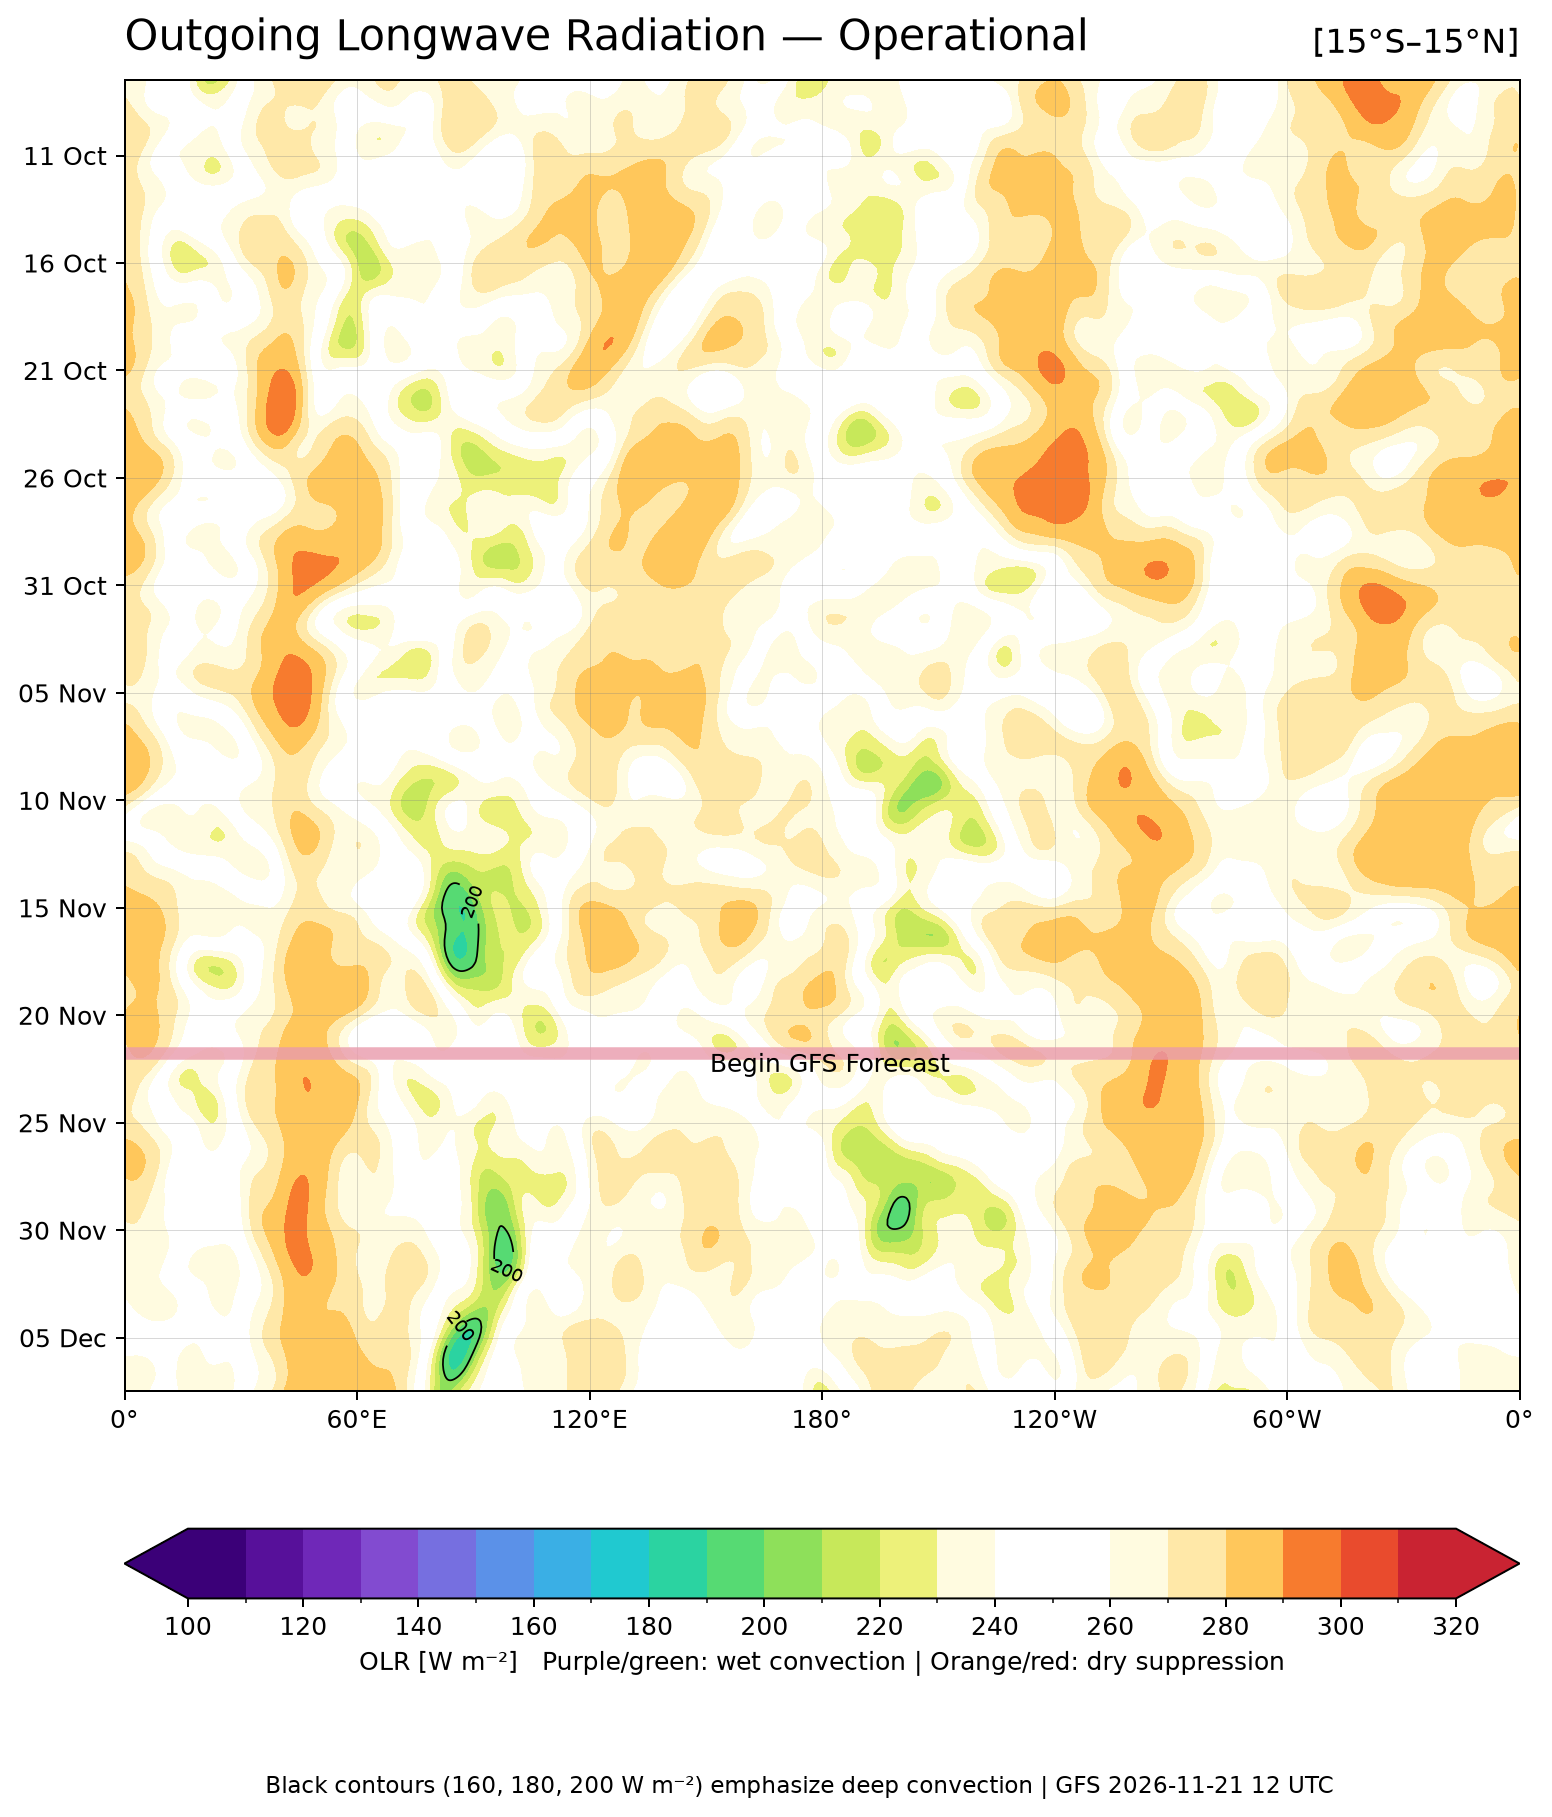 Outgoing Longwave Radiation — Operational
[15°S–15°N]
11 Oct
16 Oct
21 Oct
26 Oct
31 Oct
05 Nov
10 Nov
15 Nov
20 Nov
25 Nov
30 Nov
05 Dec
200
Begin GFS Forecast
200
200
0° 60°E 120°E 180° 120°W 60°W 0°
100 120 140 160 180 200 220 240 260 280 300 320
OLR [W m⁻²] Purple/green: wet convection | Orange/red: dry suppression
Black contours (160, 180, 200 W m⁻²) emphasize deep convection | GFS 2026-11-21 12 UTC